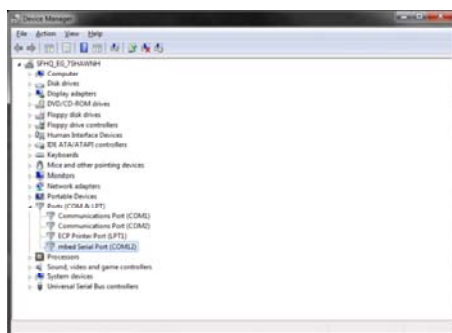 Device Manager
File Action View Help
SFHQ_EG_7SHAWNH
Computer
Disk drives
Display adapters
DVD/CD-ROM drives
Floppy disk drives
Floppy drive controllers
Human Interface Devices
IDE ATA/ATAPI controllers
Keyboards
Mice and other pointing devices
Monitors
Network adapters
Portable Devices
Ports (COM & LPT)
Communications Port (COM1)
Communications Port (COM2)
ECP Printer Port (LPT1)
mbed Serial Port (COM12)
Processors
Sound, video and game controllers
System devices
Universal Serial Bus controllers